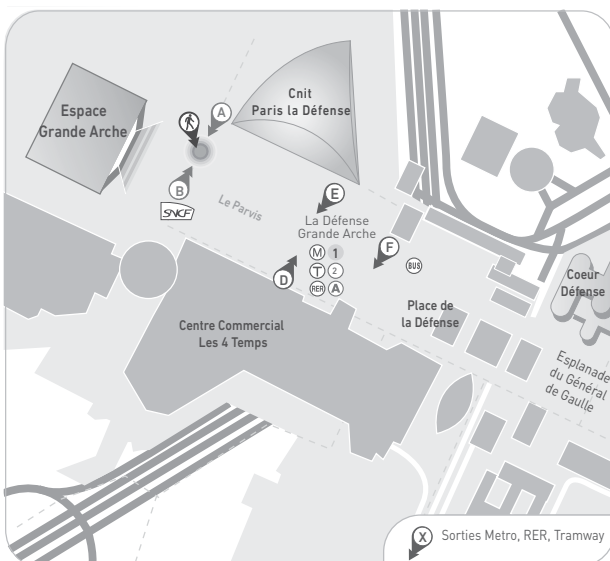 Espace
Grande Arche
Cnit
Paris la Défense
A
B
SNCF
Le Parvis
E
La Défense
Grande Arche
M 1
T 2
RER A
D
F
BUS
Place de
la Défense
Coeur
Défense
Centre Commercial
Les 4 Temps
Esplanade
du Général
de Gaulle
X Sorties Metro, RER, Tramway